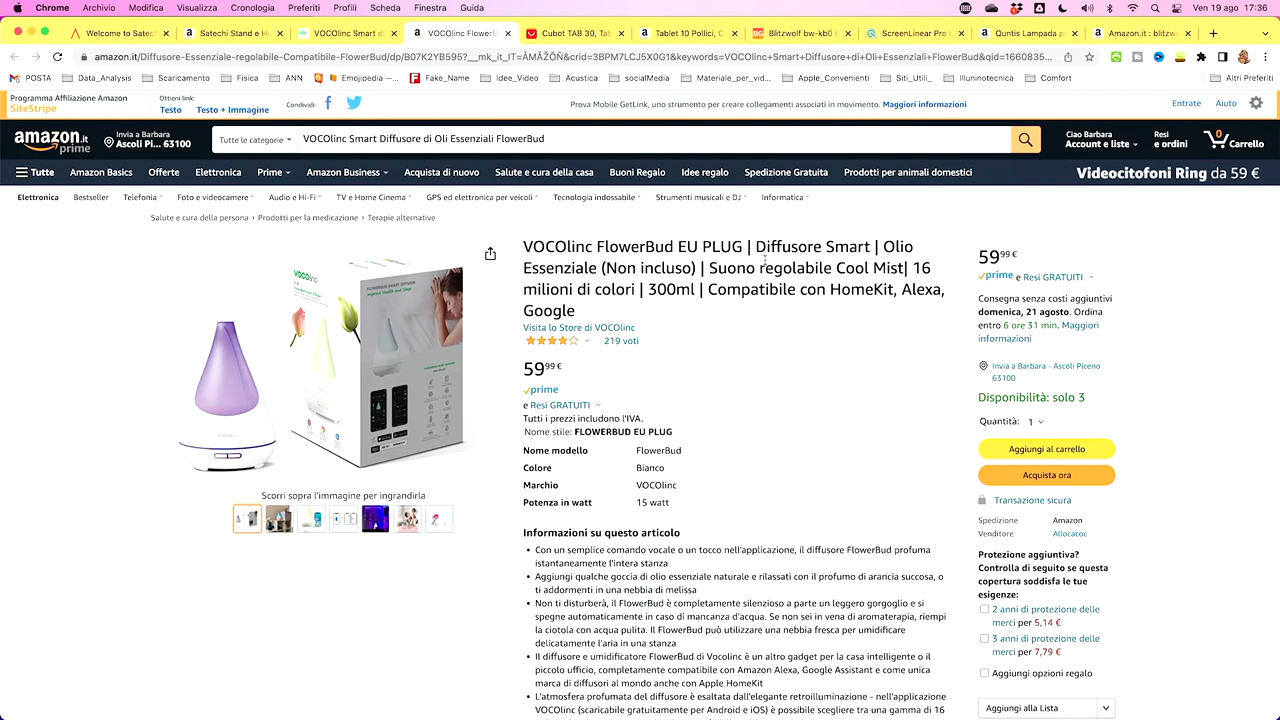 Chrome Archivio Modifica Visualizza Cronologia Preferiti Profili Scheda Finestra Guida Ven 19 ago 17:36
Welcome to Satec Satechi Stand e H VOCOlinc Smart d VOCOlinc FlowerB Cubot TAB 30, Ta Tablet 10 Pollici, C Blitzwolf bw-kb0 ScreenLinear Pro Quntis Lampada p Amazon.it : blitzw
amazon.it/Diffusore-Essenziale-regolabile-Compatibile-FlowerBud/dp/B07K2YB595?__mk_it_IT=ÅMÅŽÕÑ&crid=3BPM7LCJ5X0G1&keywords=VOCOlinc+Smart+Diffusore+di+Oli+Essenziali+FlowerBud&qid=1660835...
POSTA Data_Analysis Scaricamento Fisica ANN Emojipedia —... Fake_Name Idee_Video Acustica socialMedia Materiale_per_vid... Apple_Convenienti Siti_Utili_ Illuninotecnica Comfort Altri Preferiti
Programma Affiliazione Amazon
SiteStripe
Ottieni link:
Testo Testo + Immagine
Condividi:
Prova Mobile GetLink, uno strumento per creare collegamenti associati in movimento. Maggiori informazioni
Entrate Aiuto
amazon.it
prime
Invia a Barbara
Ascoli Pi... 63100
Tutte le categorie VOCOlinc Smart Diffusore di Oli Essenziali FlowerBud
Ciao Barbara
Account e liste
Resi
e ordini
0
Carrello
Tutte Amazon Basics Offerte Elettronica Prime Amazon Business Acquista di nuovo Salute e cura della casa Buoni Regalo Idee regalo Spedizione Gratuita Prodotti per animali domestici Videocitofoni Ring da 59 €
Elettronica Bestseller Telefonia Foto e videocamere Audio e Hi-Fi TV e Home Cinema GPS ed elettronica per veicoli Tecnologia indossabile Strumenti musicali e DJ Informatica
Salute e cura della persona › Prodotti per la medicazione › Terapie alternative
VOCOlinc
Scorri sopra l'immagine per ingrandirla
VOCOlinc FlowerBud EU PLUG | Diffusore Smart | Olio
Essenziale (Non incluso) | Suono regolabile Cool Mist| 16
milioni di colori | 300ml | Compatibile con HomeKit, Alexa,
Google
Visita lo Store di VOCOlinc
219 voti
59 99 €
prime
e Resi GRATUITI
Tutti i prezzi includono l'IVA.
Nome stile: FLOWERBUD EU PLUG
Nome modello FlowerBud
Colore Bianco
Marchio VOCOlinc
Potenza in watt 15 watt
Informazioni su questo articolo
• Con un semplice comando vocale o un tocco nell'applicazione, il diffusore FlowerBud profuma
istantaneamente l'intera stanza
• Aggiungi qualche goccia di olio essenziale naturale e rilassati con il profumo di arancia succosa, o
ti addormenti in una nebbia di melissa
• Non ti disturberà, il FlowerBud è completamente silenzioso a parte un leggero gorgoglio e si
spegne automaticamente in caso di mancanza d'acqua. Se non sei in vena di aromaterapia, riempi
la ciotola con acqua pulita. Il FlowerBud può utilizzare una nebbia fresca per umidificare
delicatamente l'aria in una stanza
• Il diffusore e umidificatore FlowerBud di Vocolinc è un altro gadget per la casa intelligente o il
piccolo ufficio, completamente compatibile con Amazon Alexa, Google Assistant e come unica
marca di diffusori al mondo anche con Apple HomeKit
• L'atmosfera profumata del diffusore è esaltata dall'elegante retroilluminazione - nell'applicazione
VOCOlinc (scaricabile gratuitamente per Android e iOS) è possibile scegliere tra una gamma di 16
59 99 €
prime e Resi GRATUITI
Consegna senza costi aggiuntivi
domenica, 21 agosto. Ordina
entro 6 ore 31 min. Maggiori
informazioni
Invia a Barbara - Ascoli Piceno
63100
Disponibilità: solo 3
Quantità: 1
Aggiungi al carrello
Acquista ora
Transazione sicura
Spedizione Amazon
Venditore Allocacoc
Protezione aggiuntiva?
Controlla di seguito se questa
copertura soddisfa le tue
esigenze:
2 anni di protezione delle
merci per 5,14 €
3 anni di protezione delle
merci per 7,79 €
Aggiungi opzioni regalo
Aggiungi alla Lista